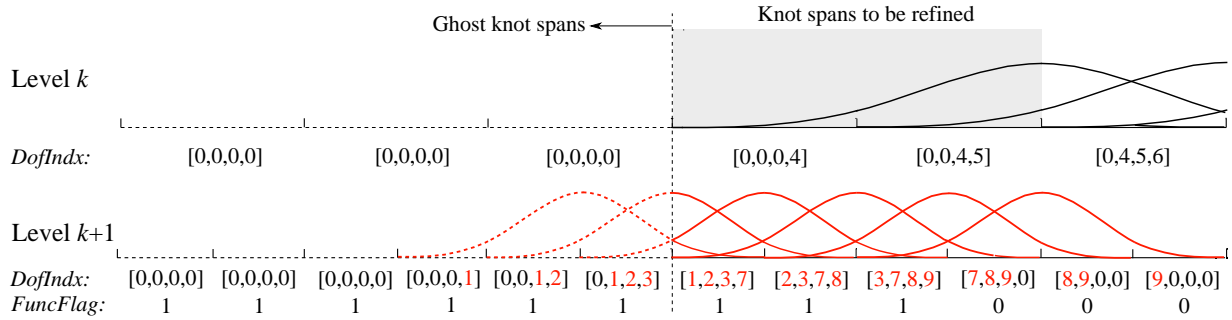 Ghost knot spans
Knot spans to be refined
Level k
DofIndx: [0,0,0,0] [0,0,0,0] [0,0,0,0] [0,0,0,4] [0,0,4,5] [0,4,5,6]
Level k+1
DofIndx: [0,0,0,0] [0,0,0,0] [0,0,0,0] [0,0,0,1] [0,0,1,2] [0,1,2,3] [1,2,3,7] [2,3,7,8] [3,7,8,9] [7,8,9,0] [8,9,0,0] [9,0,0,0]
FuncFlag: 1 1 1 1 1 1 1 1 1 0 0 0